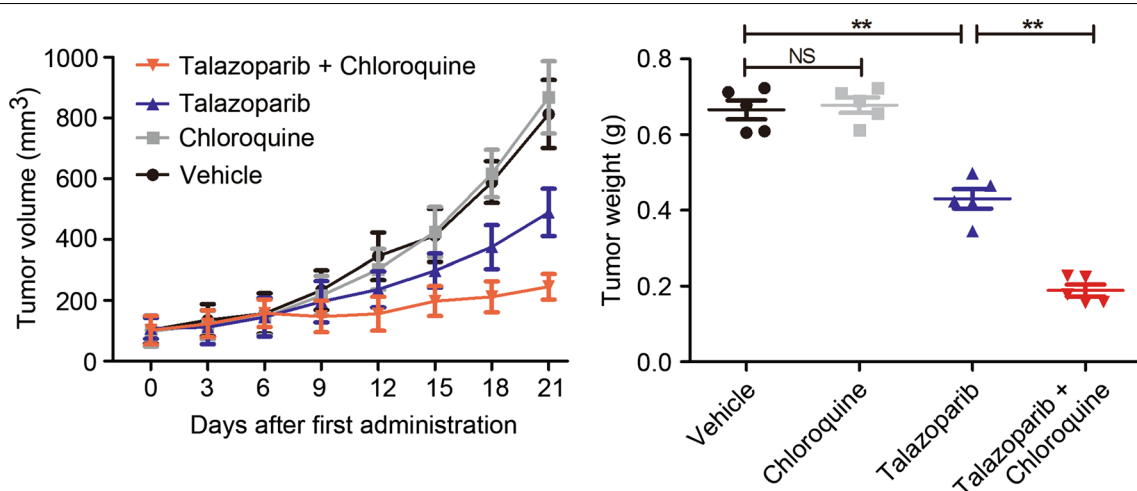 Tumor volume (mm3)
1000
800
600
400
200
0
Talazoparib + Chloroquine
Talazoparib
Chloroquine
Vehicle
0 3 6 9 12 15 18 21
Days after first administration
** **
NS
Tumor weight (g)
0.8
0.6
0.4
0.2
0.0
Vehicle
Chloroquine
Talazoparib
Talazoparib +
Chloroquine